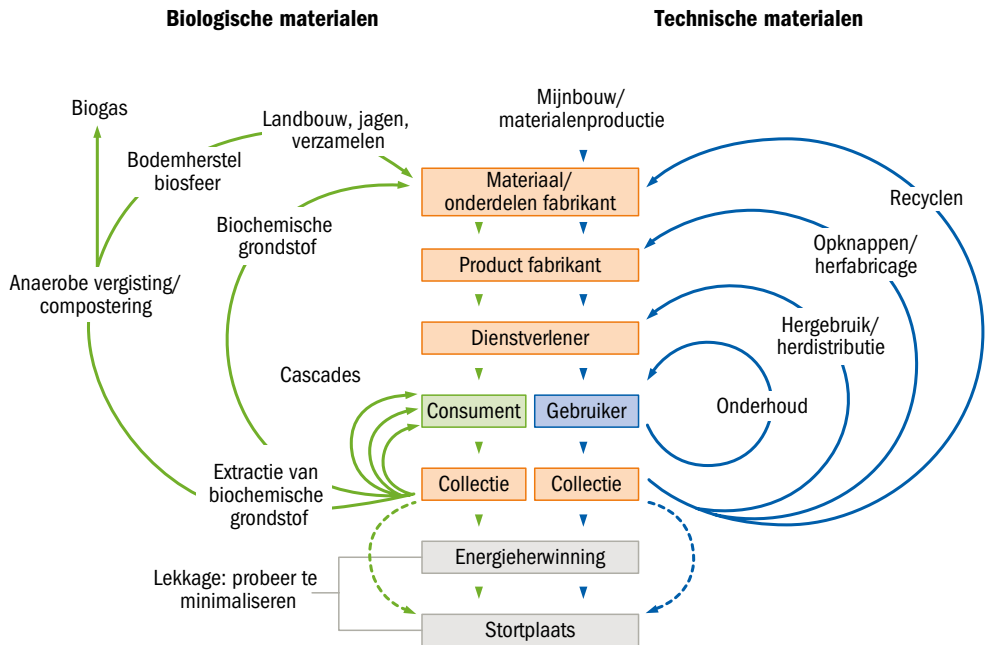 Biologische materialen
Technische materialen
Biogas
Landbouw, jagen,
verzamelen
Mijnbouw/
materialenproductie
Bodemherstel
biosfeer
Materiaal/
onderdelen fabrikant
Recyclen
Biochemische
grondstof
Opknappen/
herfabricage
Product fabrikant
Anaerobe vergisting/
compostering
Hergebruik/
herdistributie
Dienstverlener
Cascades
Consument
Gebruiker
Onderhoud
Extractie van
biochemische
grondstof
Collectie
Collectie
Energieherwinning
Lekkage: probeer te
minimaliseren
Stortplaats